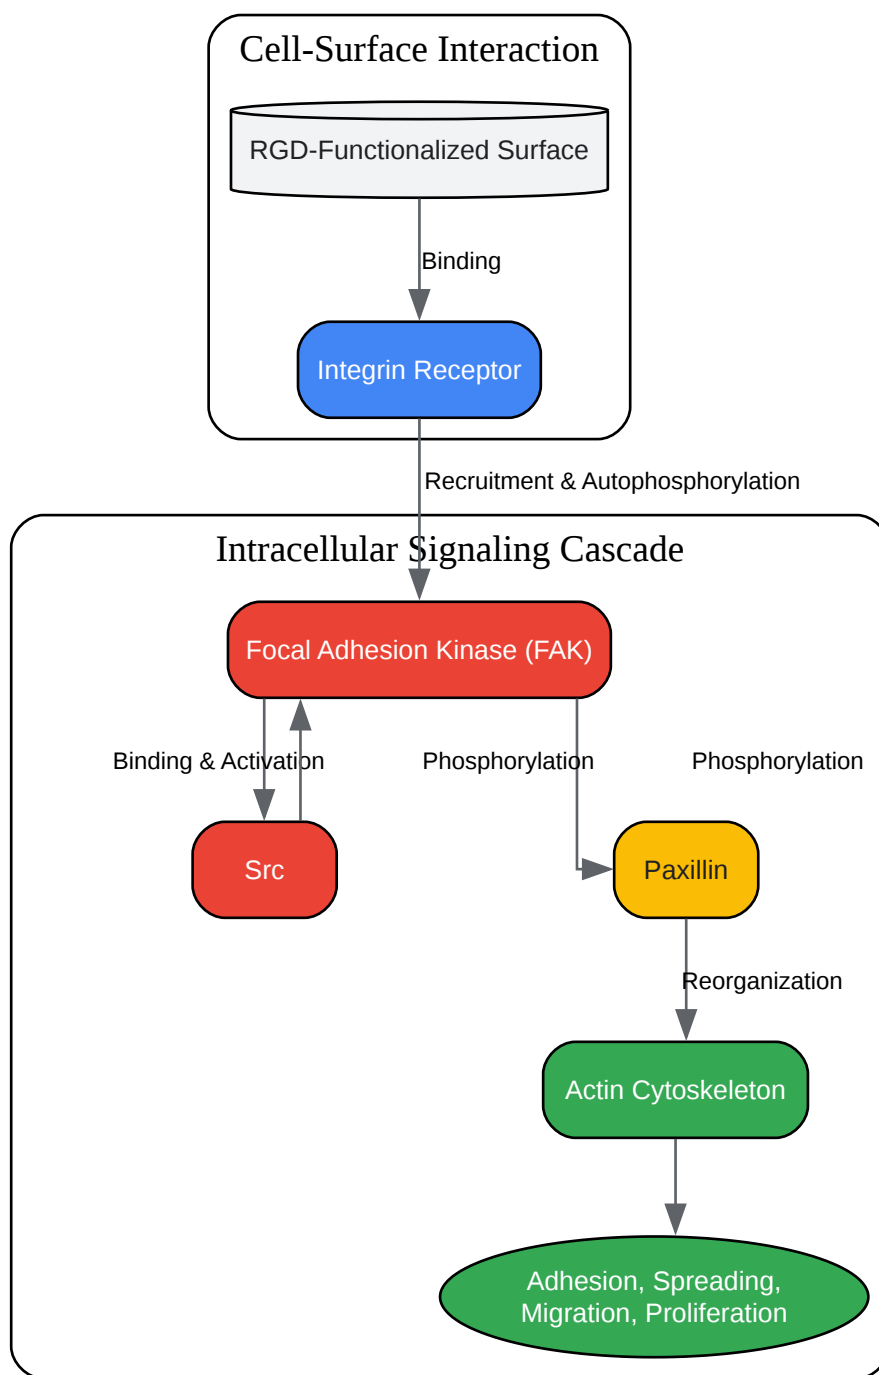 Cell-Surface Interaction
RGD-Functionalized Surface
Binding
Integrin Receptor
Recruitment & Autophosphorylation
Intracellular Signaling Cascade
Focal Adhesion Kinase (FAK)
Binding & Activation
Phosphorylation
Phosphorylation
Src
Paxillin
Reorganization
Actin Cytoskeleton
Adhesion, Spreading,
Migration, Proliferation